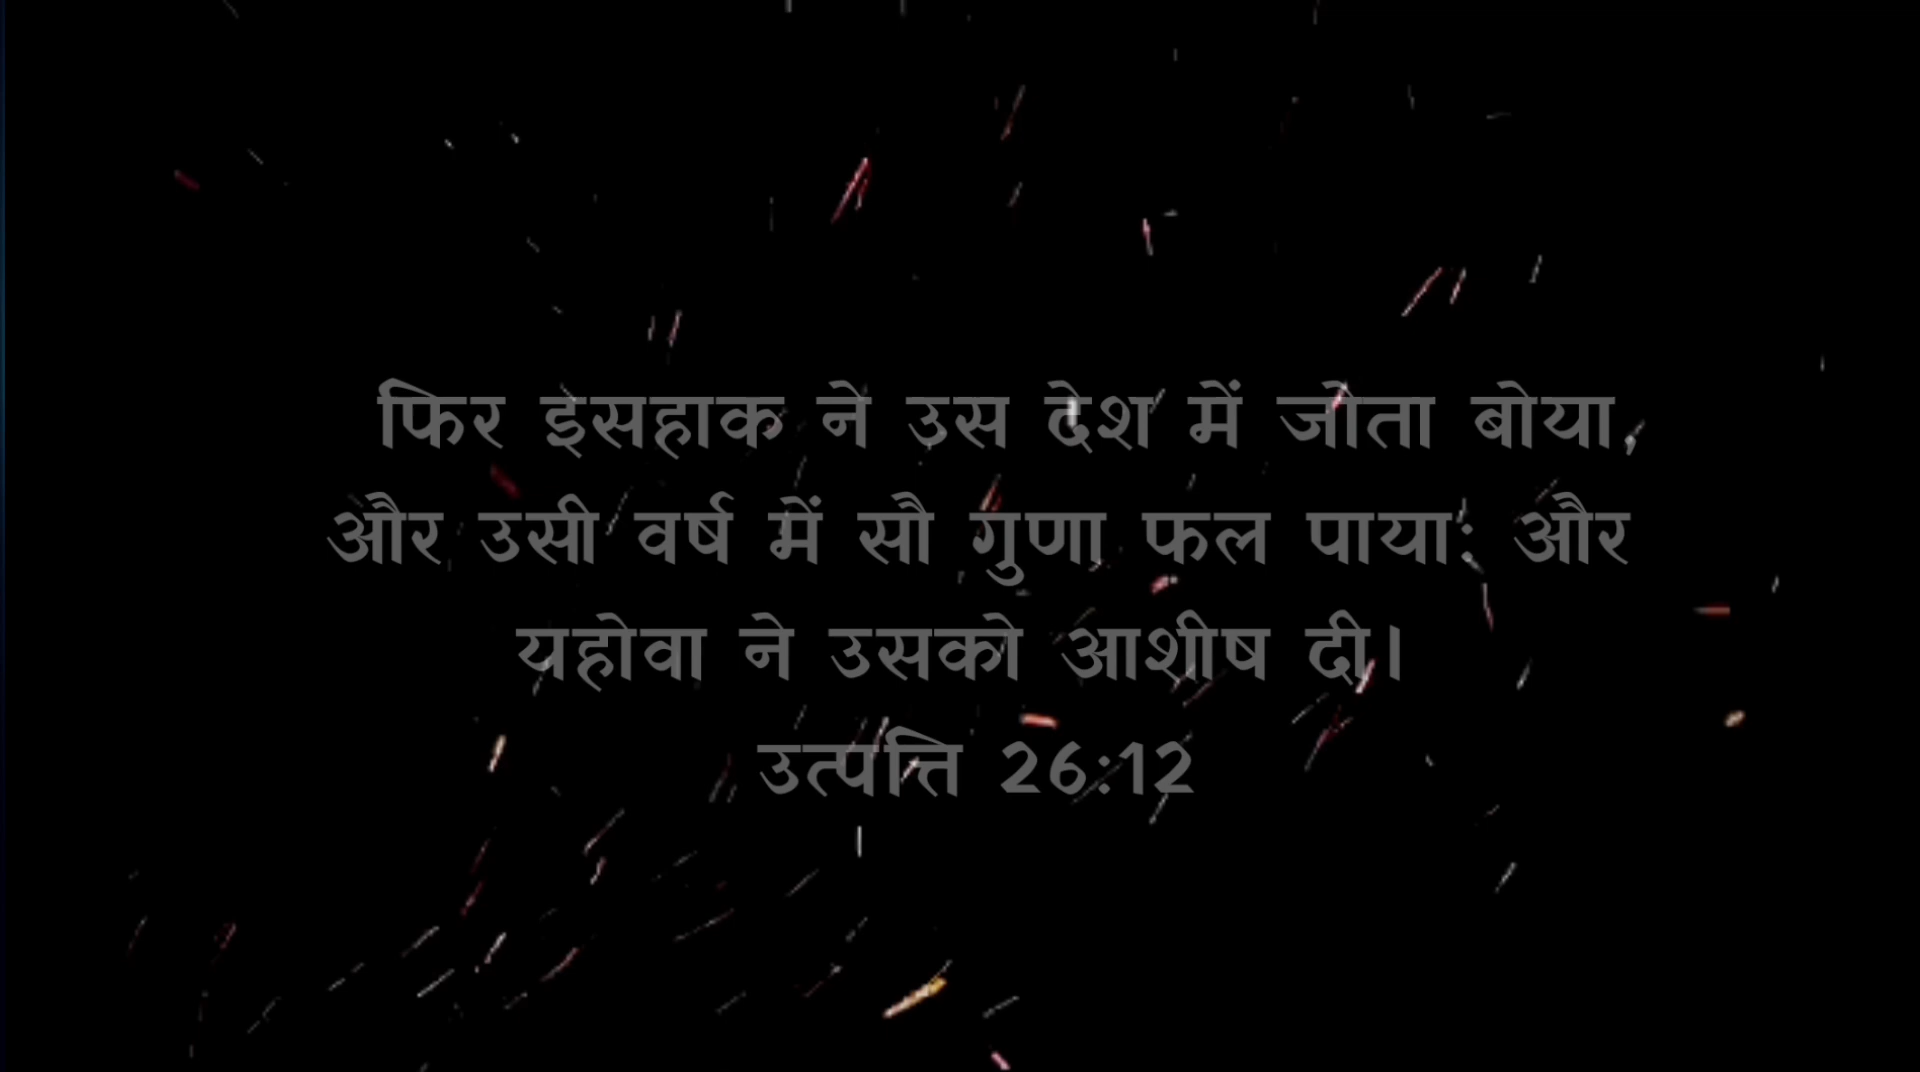 फिर इसहाक ने उस देश में जोता बोया,
और उसी वर्ष में सौ गुणा फल पाया: और
यहोवा ने उसको आशीष दी।
उत्पत्ति 26:12